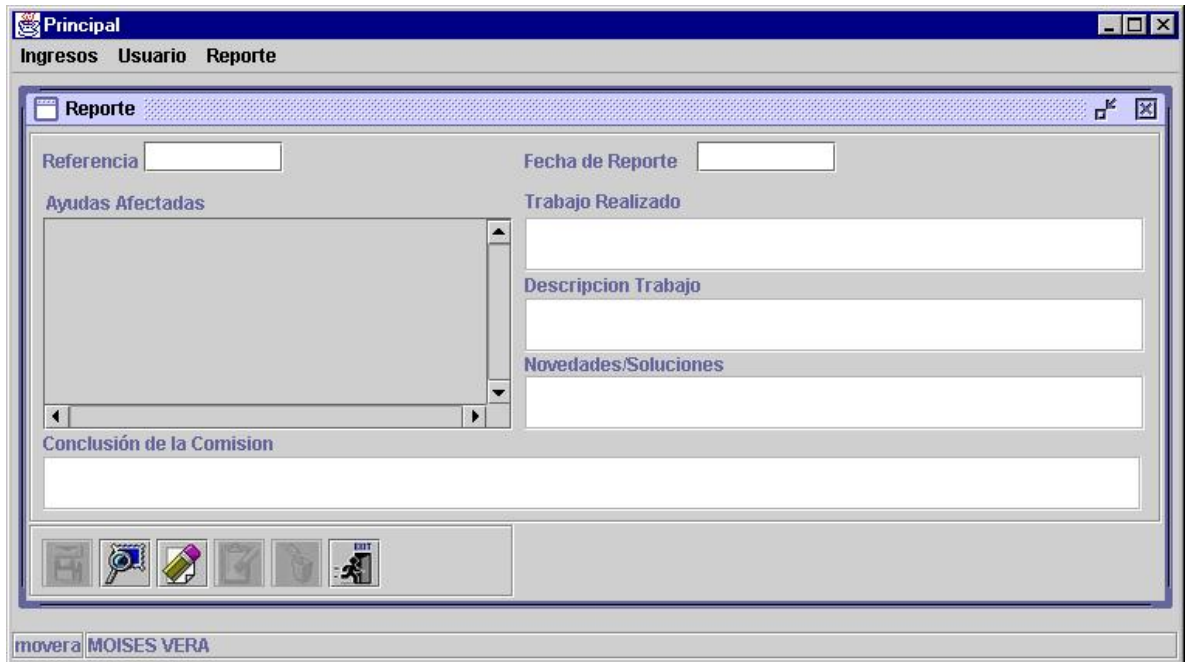 Principal
Ingresos Usuario Reporte
Reporte
Referencia
Fecha de Reporte
Ayudas Afectadas
Trabajo Realizado
Descripcion Trabajo
Novedades/Soluciones
Conclusión de la Comision
EXIT
movera MOISES VERA